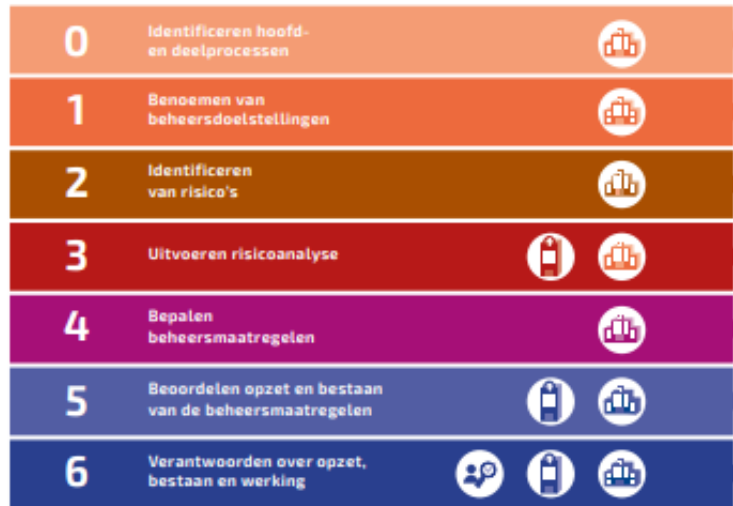 0
Identificeren hoofd-
en deelprocessen
1
Benoemen van
beheersdoelstellingen
2
Identificeren
van risico's
3
Uitvoeren risicoanalyse
4
Bepalen
beheersmaatregelen
5
Beoordelen opzet en bestaan
van de beheersmaatregelen
6
Verantwoorden over opzet,
bestaan en werking